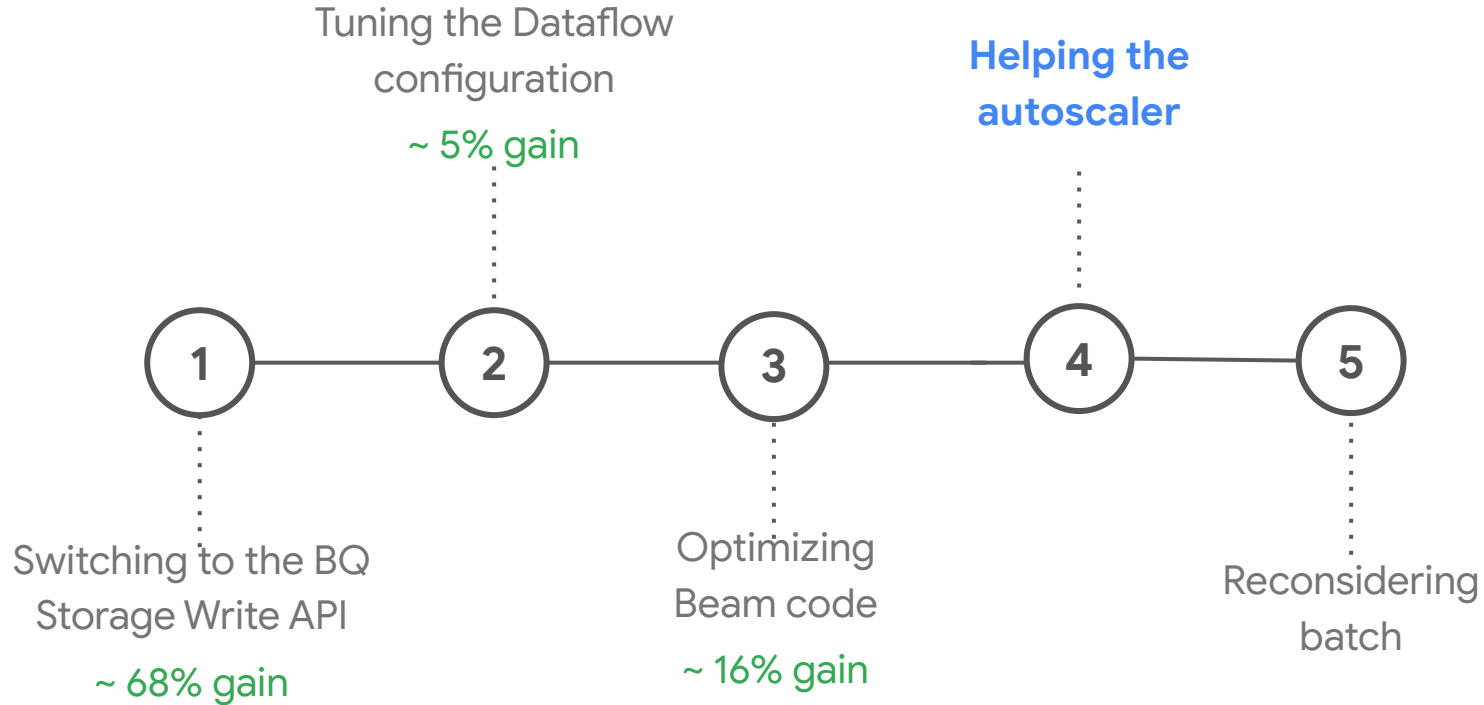 Tuning the Dataflow
configuration
~ 5% gain
Helping the
autoscaler
1
2
3
4
5
Switching to the BQ
Storage Write API
~ 68% gain
Optimizing
Beam code
~ 16% gain
Reconsidering
batch